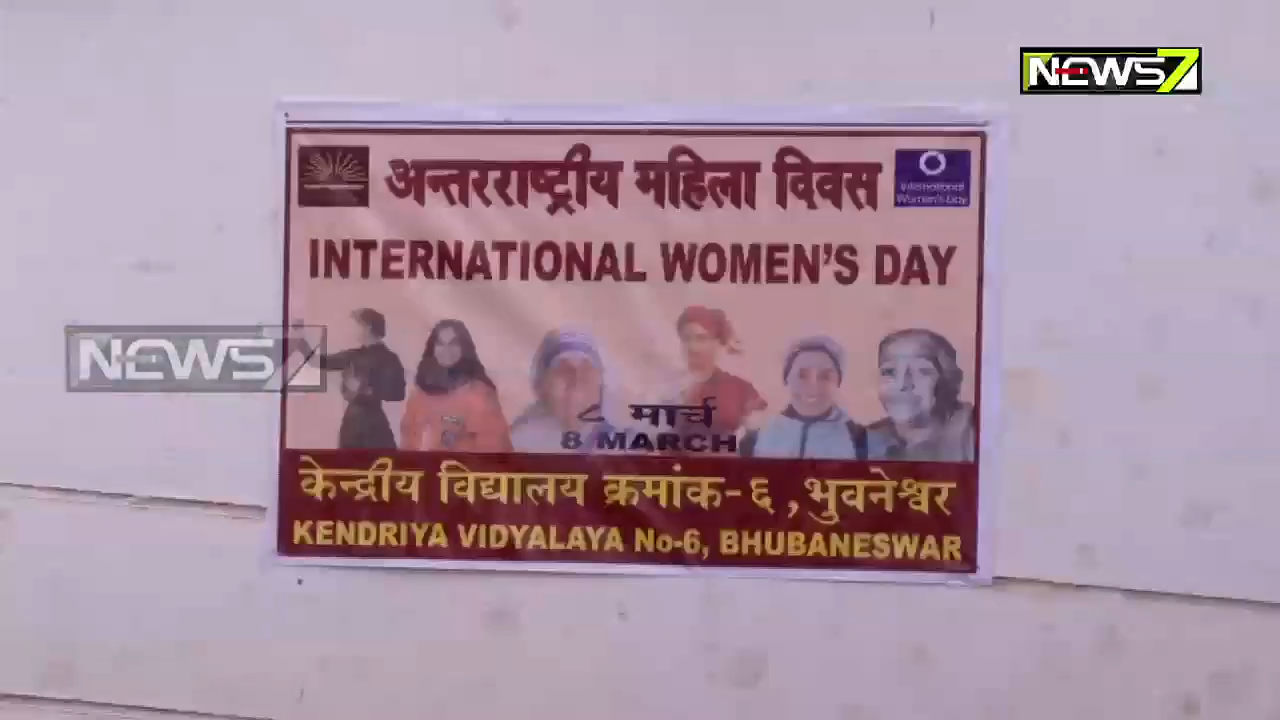 NEWS7
अन्तरराष्ट्रीय महिला दिवस
International
Women's Day
INTERNATIONAL WOMEN'S DAY
NEWS7
८ मार्च
8 MARCH
केन्द्रीय विद्यालय क्रमांक-६, भुवनेश्वर
KENDRIYA VIDYALAYA No-6, BHUBANESWAR